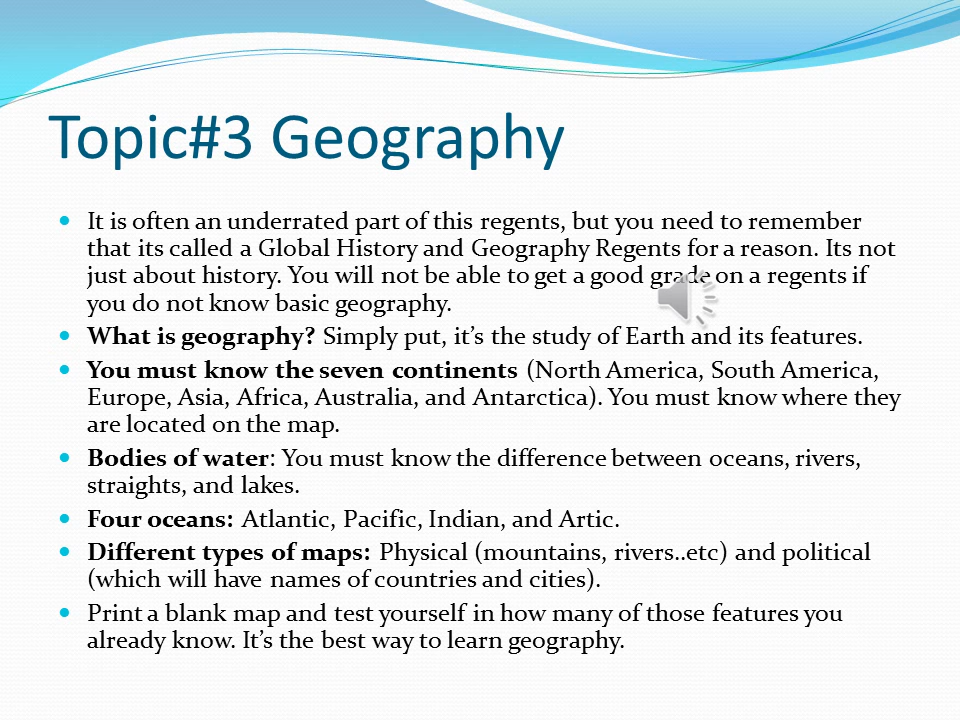 Topic#3 Geography
It is often an underrated part of this regents, but you need to remember
that its called a Global History and Geography Regents for a reason. Its not
just about history. You will not be able to get a good grade on a regents if
you do not know basic geography.
What is geography? Simply put, it’s the study of Earth and its features.
You must know the seven continents (North America, South America,
Europe, Asia, Africa, Australia, and Antarctica). You must know where they
are located on the map.
Bodies of water: You must know the difference between oceans, rivers,
straights, and lakes.
Four oceans: Atlantic, Pacific, Indian, and Artic.
Different types of maps: Physical (mountains, rivers..etc) and political
(which will have names of countries and cities).
Print a blank map and test yourself in how many of those features you
already know. It’s the best way to learn geography.